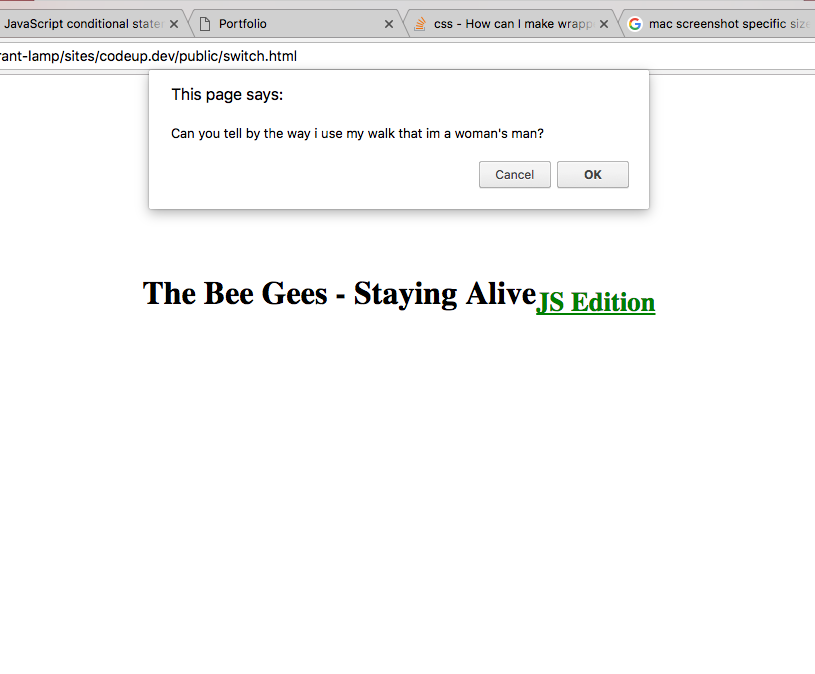 JavaScript conditional state
Portfolio
css - How can I make wrapp
mac screenshot specific size
rant-lamp/sites/codeup.dev/public/switch.html
This page says:
Can you tell by the way i use my walk that im a woman's man?
Cancel
OK
The Bee Gees - Staying Alive JS Edition